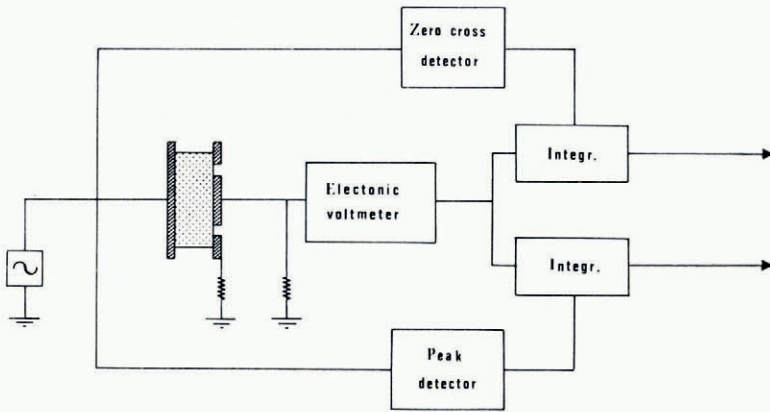 Zero cross
detector
Integr.
Electonic
voltmeter
Integr.
Peak
detector